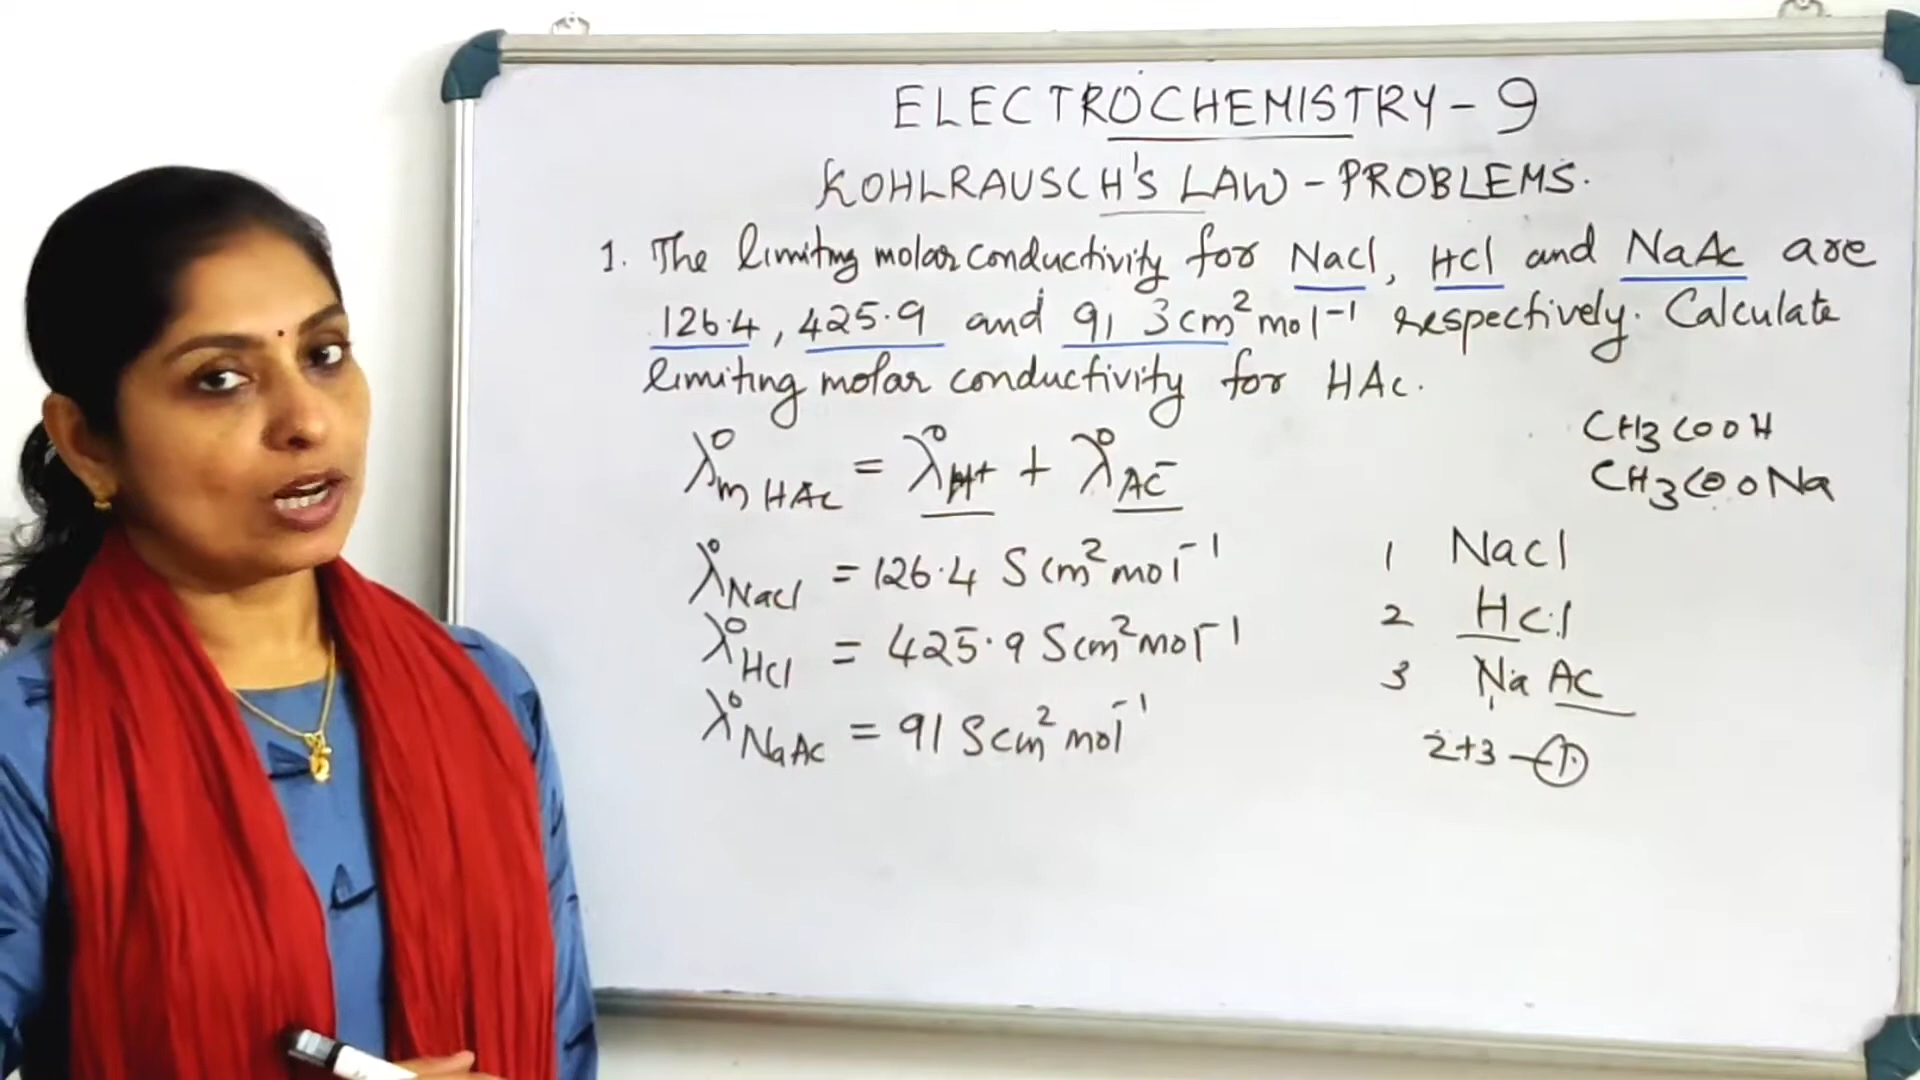 ELECTROCHEMISTRY - 9
KOHLRAUSCH'S LAW - PROBLEMS.
1. The limiting molar conductivity for NaCl, HCl and NaAc are
126.4, 425.9 and 91 Scm² mol⁻¹ respectively. Calculate
limiting molar conductivity for HAc.
λ°m HAc = λ°H⁺ + λ°Ac⁻
λ°NaCl = 126.4 S cm² mol⁻¹
λ°HCl = 425.9 S cm² mol⁻¹
λ°NaAc = 91 S cm² mol⁻¹
CH3COOH
CH3COONa
1 NaCl
2 HCl
3 NaAc
2+3 - ①